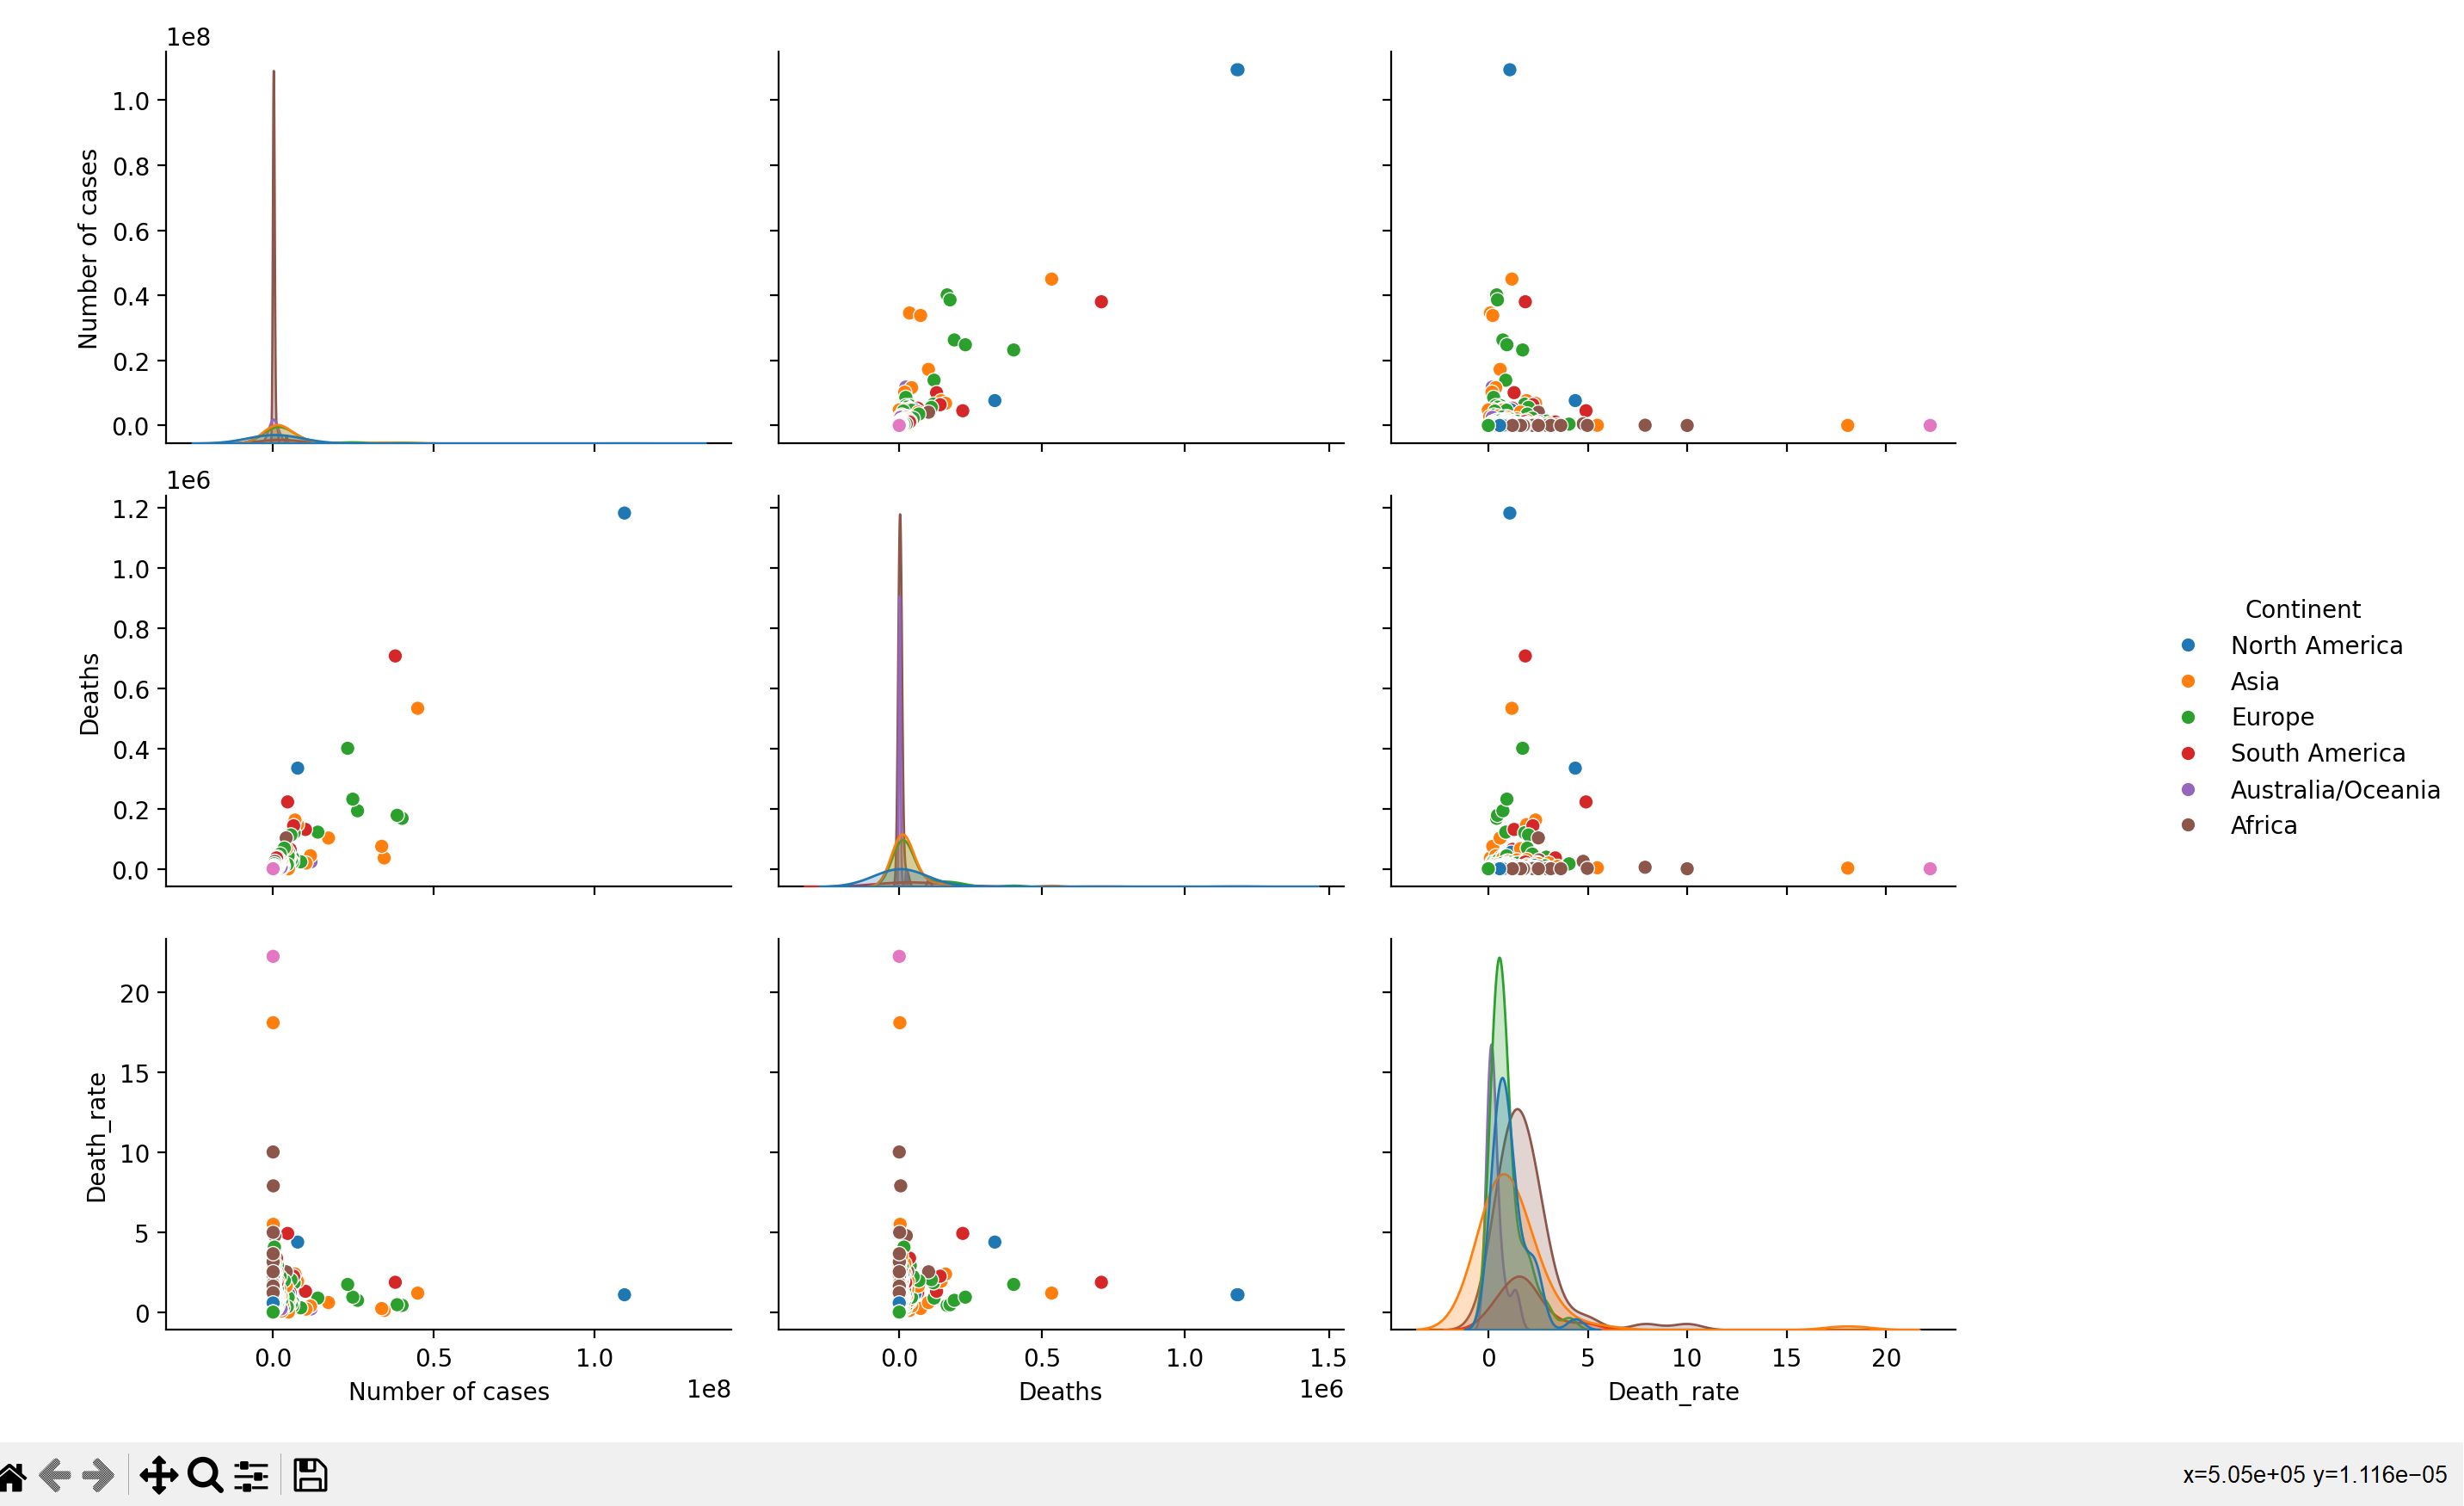 1e8
1.0
0.8
0.6
0.4
0.2
0.0
Number of cases
1e6
1.2
1.0
0.8
0.6
0.4
0.2
0.0
Deaths
Continent
North America
Asia
Europe
South America
Australia/Oceania
Africa
20
15
10
5
0
Death_rate
0.0 0.5 1.0
1e8
Number of cases
0.0 0.5 1.0 1.5
1e6
Deaths
0 5 10 15 20
Death_rate
x=5.05e+05 y=1.116e−05